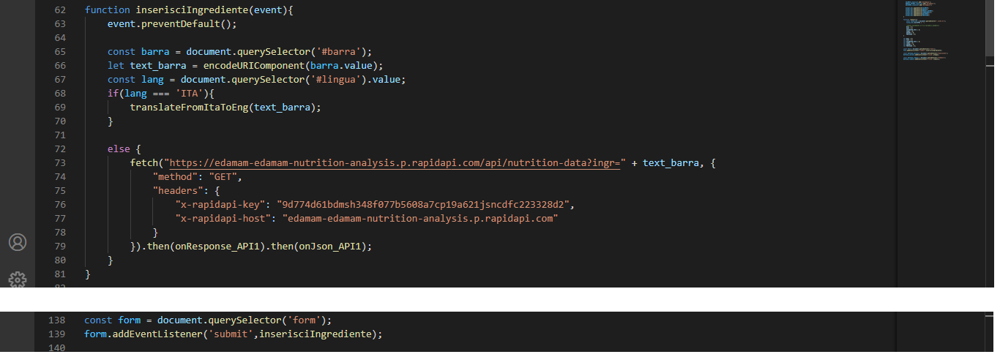 62 function inserisciIngrediente(event){
63 event.preventDefault();
64
65 const barra = document.querySelector('#barra');
66 let text_barra = encodeURIComponent(barra.value);
67 const lang = document.querySelector('#lingua').value;
68 if(lang === 'ITA'){
69 translateFromItaToEng(text_barra);
70 }
71
72 else {
73 fetch("https://edamam-edamam-nutrition-analysis.p.rapidapi.com/api/nutrition-data?ingr=" + text_barra, {
74 "method": "GET",
75 "headers": {
76 "x-rapidapi-key": "9d774d61bdmsh348f077b5608a7cp19a621jsncdfc223328d2",
77 "x-rapidapi-host": "edamam-edamam-nutrition-analysis.p.rapidapi.com"
78 }
79 }).then(onResponse_API1).then(onJson_API1);
80 }
81 }
82
138 const form = document.querySelector('form');
139 form.addEventListener('submit',inserisciIngrediente);
140